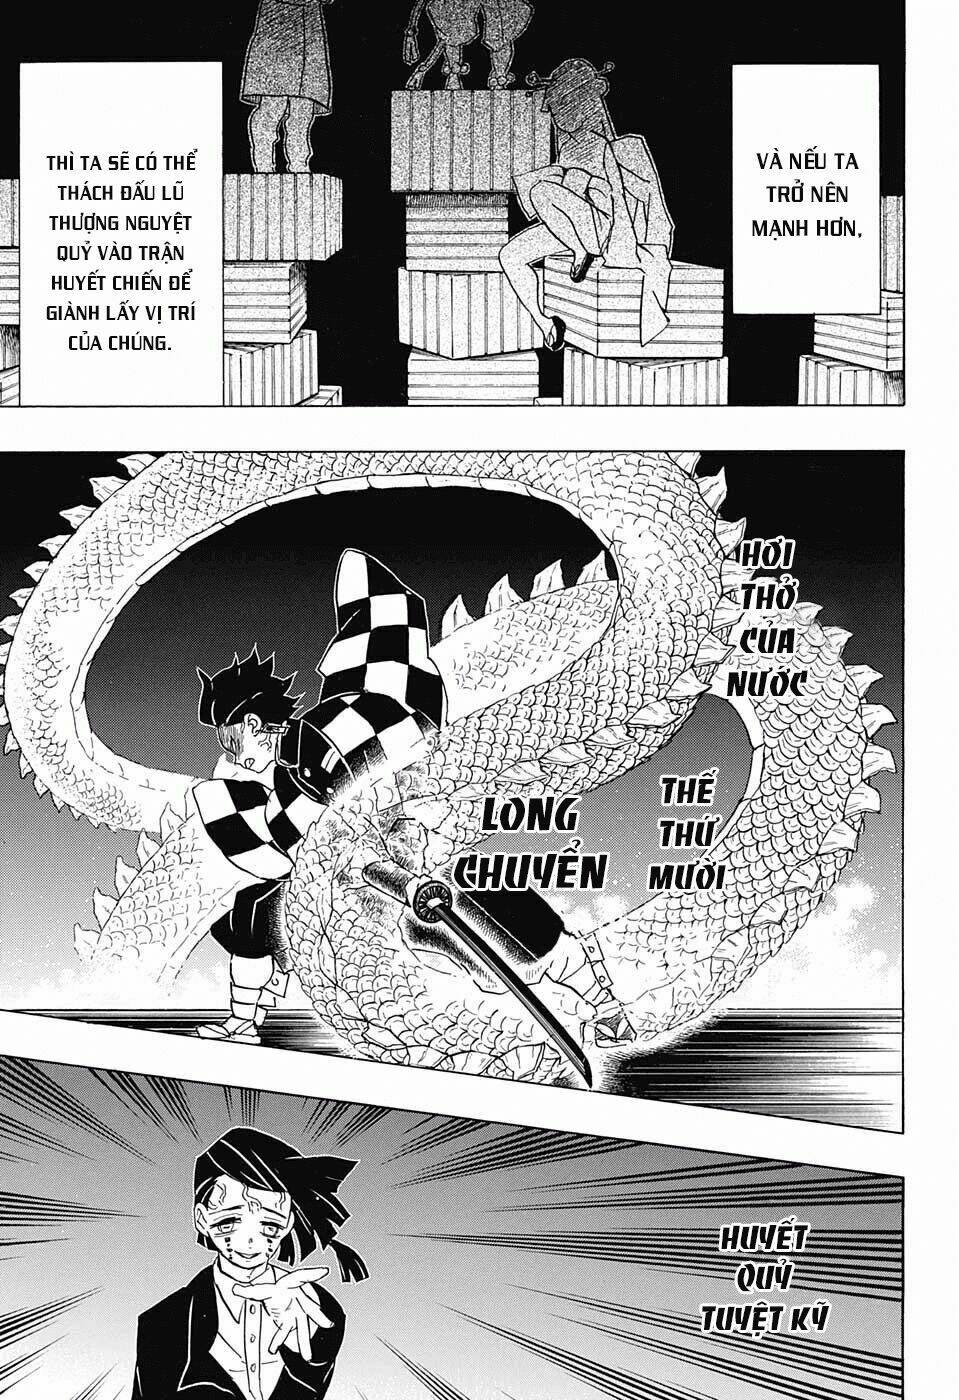 VÀ NẾU TA
TRỞ NÊN
MẠNH HƠN,
THÌ TA SẼ CÓ THỂ
THÁCH ĐẤU LŨ
THƯỢNG NGUYỆT
QUỶ VÀO TRẬN
HUYẾT CHIẾN ĐỂ
GIÀNH LẤY VỊ TRÍ
CỦA CHÚNG.
HƠI
THỞ
CỦA
NƯỚC
THẾ
THỨ
MƯỜI
LONG
CHUYỂN
HUYẾT
QUỶ
TUYỆT KỸ